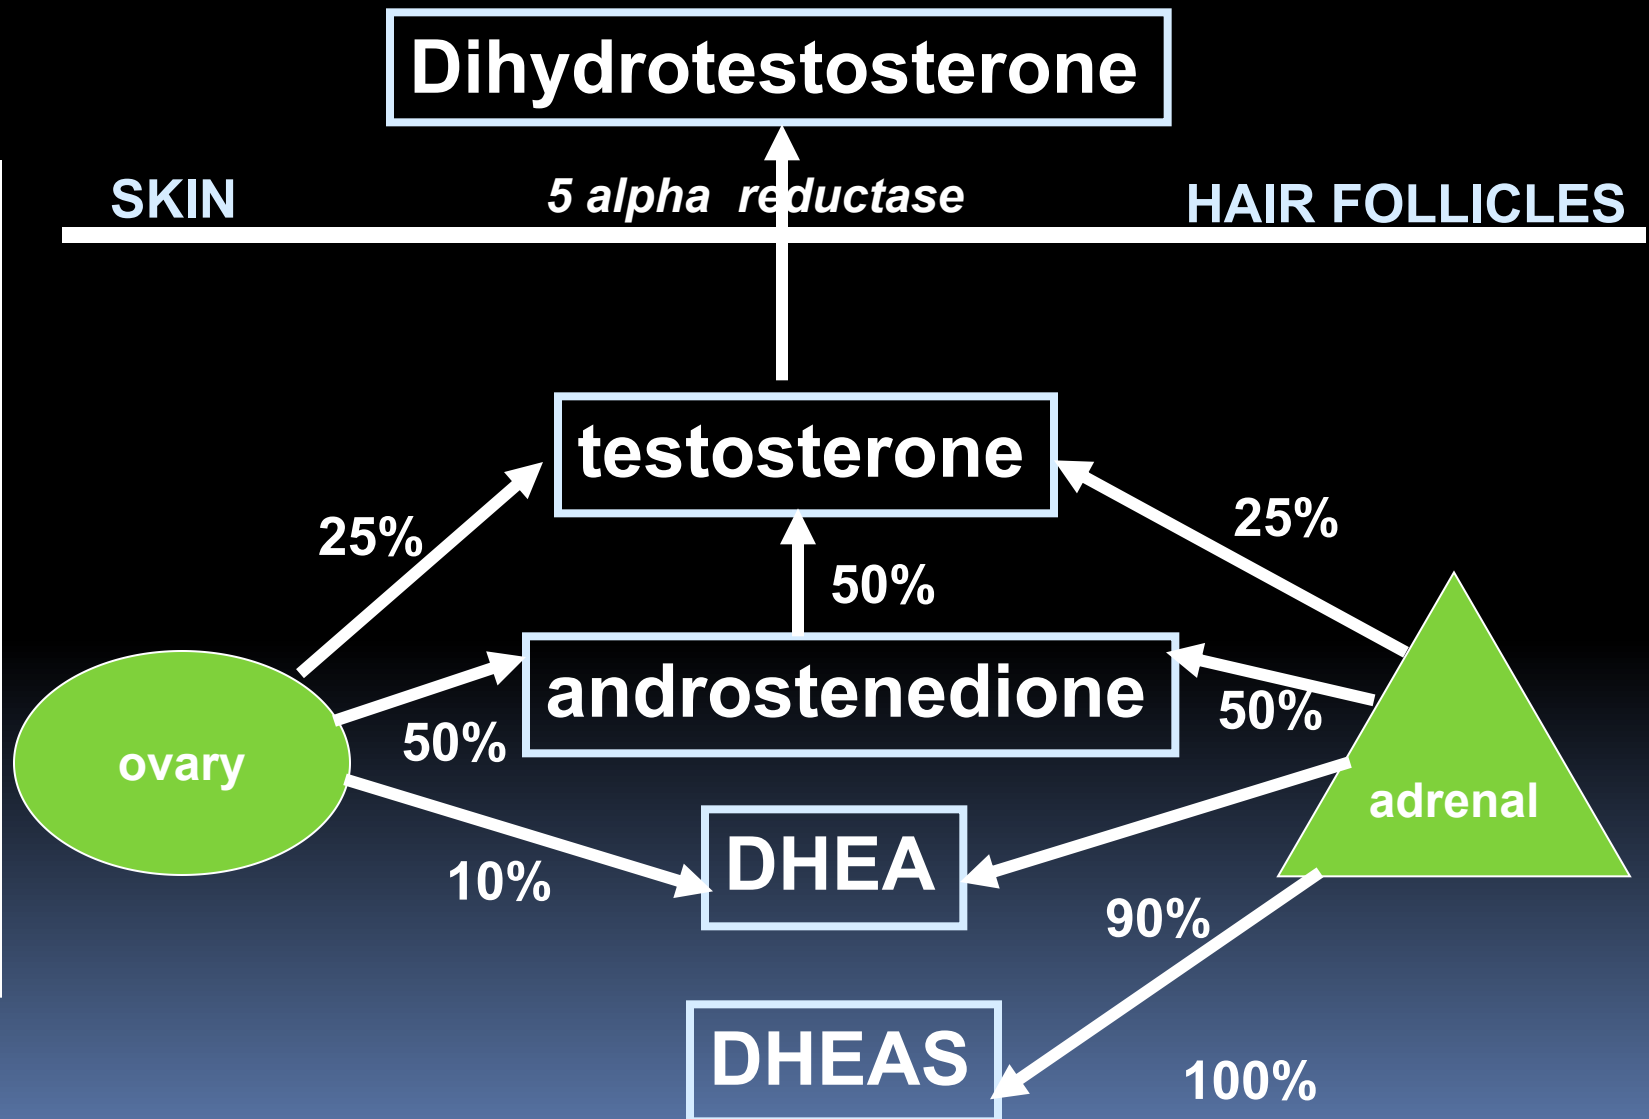 Dihydrotestosterone
SKIN
5 alpha reductase
HAIR FOLLICLES
testosterone
25%
25%
50%
androstenedione
50%
50%
ovary
adrenal
DHEA
10%
90%
DHEAS
100%